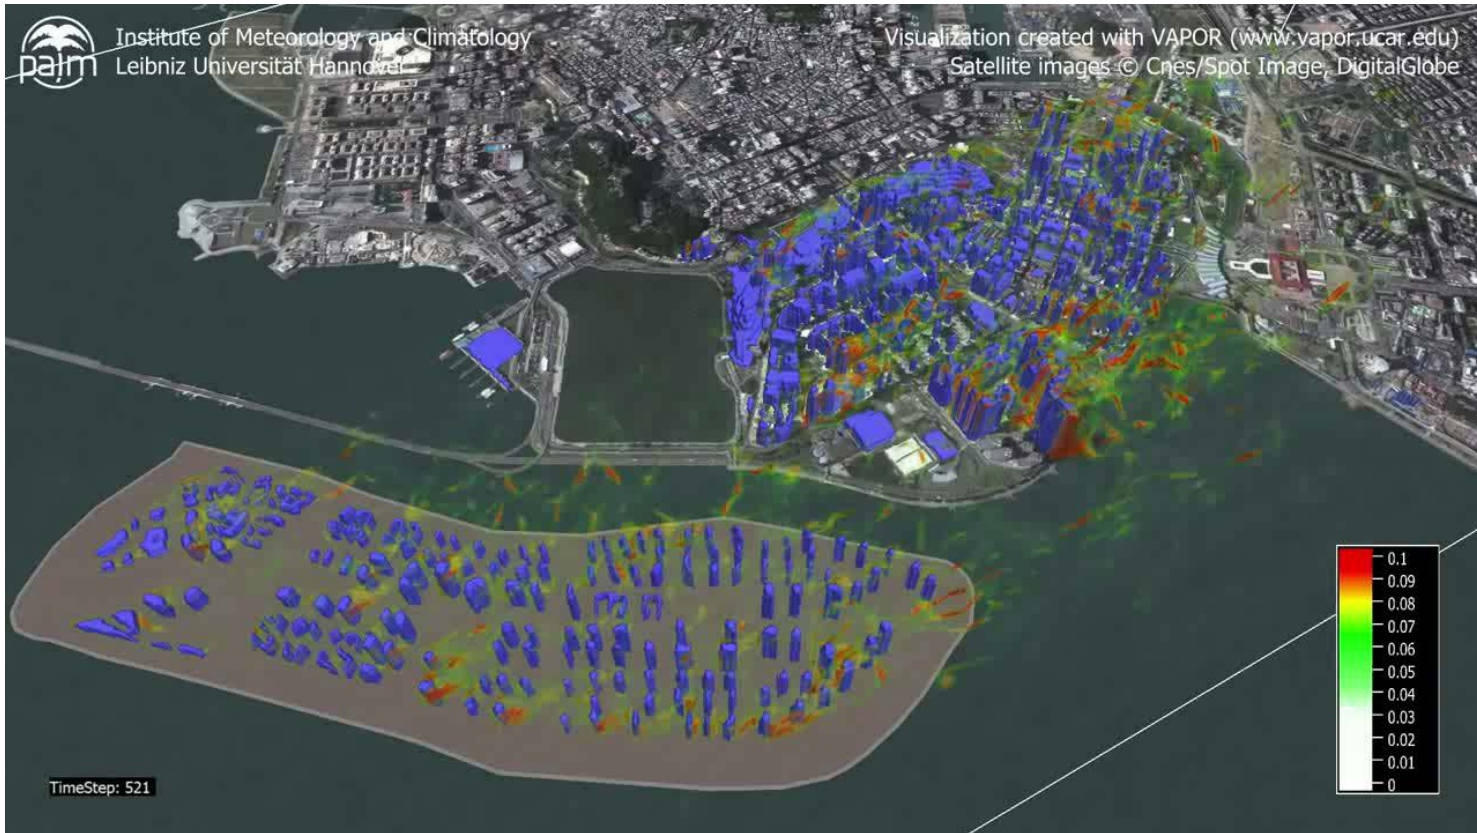 palm
Institute of Meteorology and Climatology
Leibniz Universität Hannover
Visualization created with VAPOR (www.vapor.ucar.edu)
Satellite images © Cnes/Spot Image, DigitalGlobe
0.1
0.09
0.08
0.07
0.06
0.05
0.04
0.03
0.02
0.01
0
TimeStep: 521